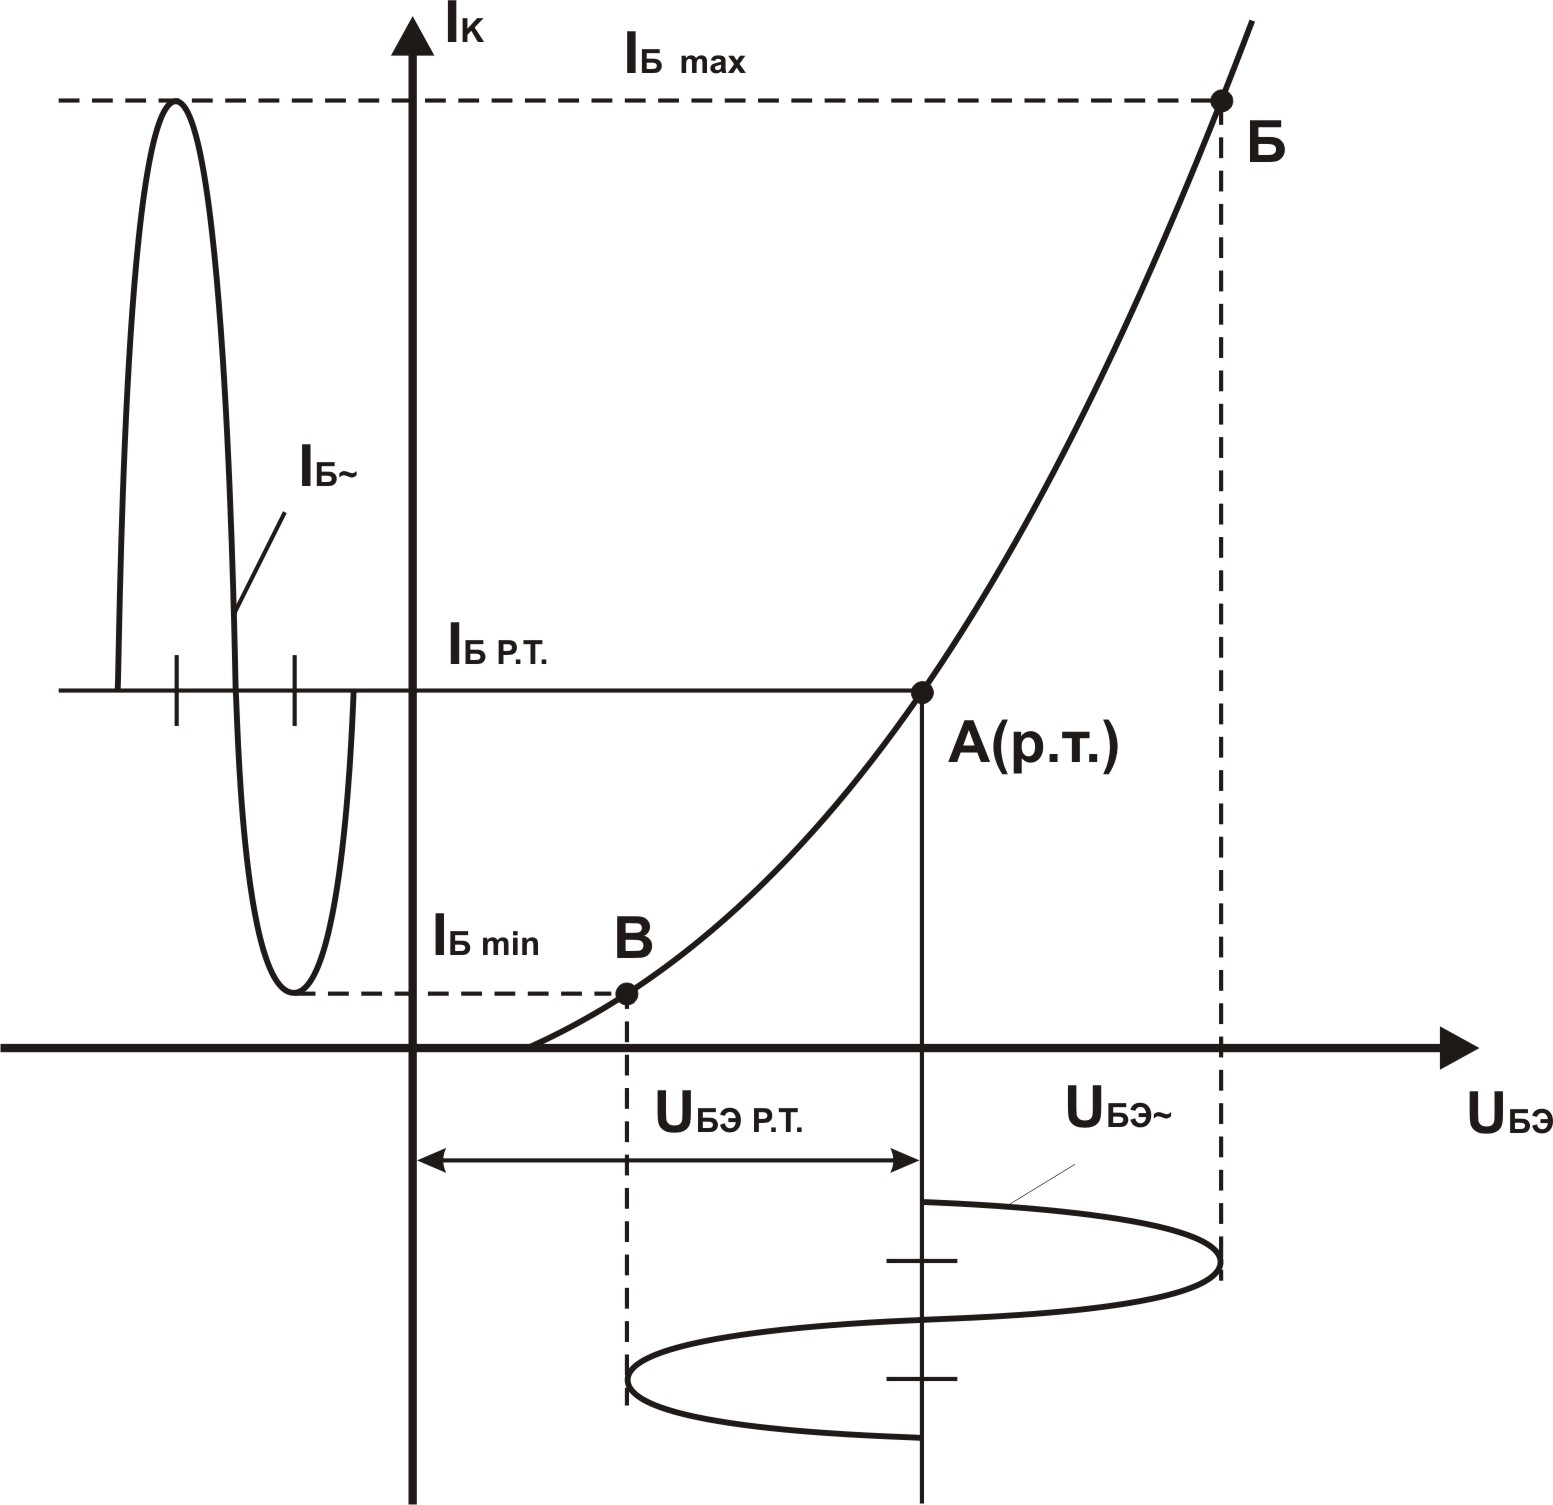 IК
IБ max
Б
IБ~
IБ Р.Т.
А(р.т.)
IБ min
В
UБЭ Р.Т.
UБЭ~
UБЭ